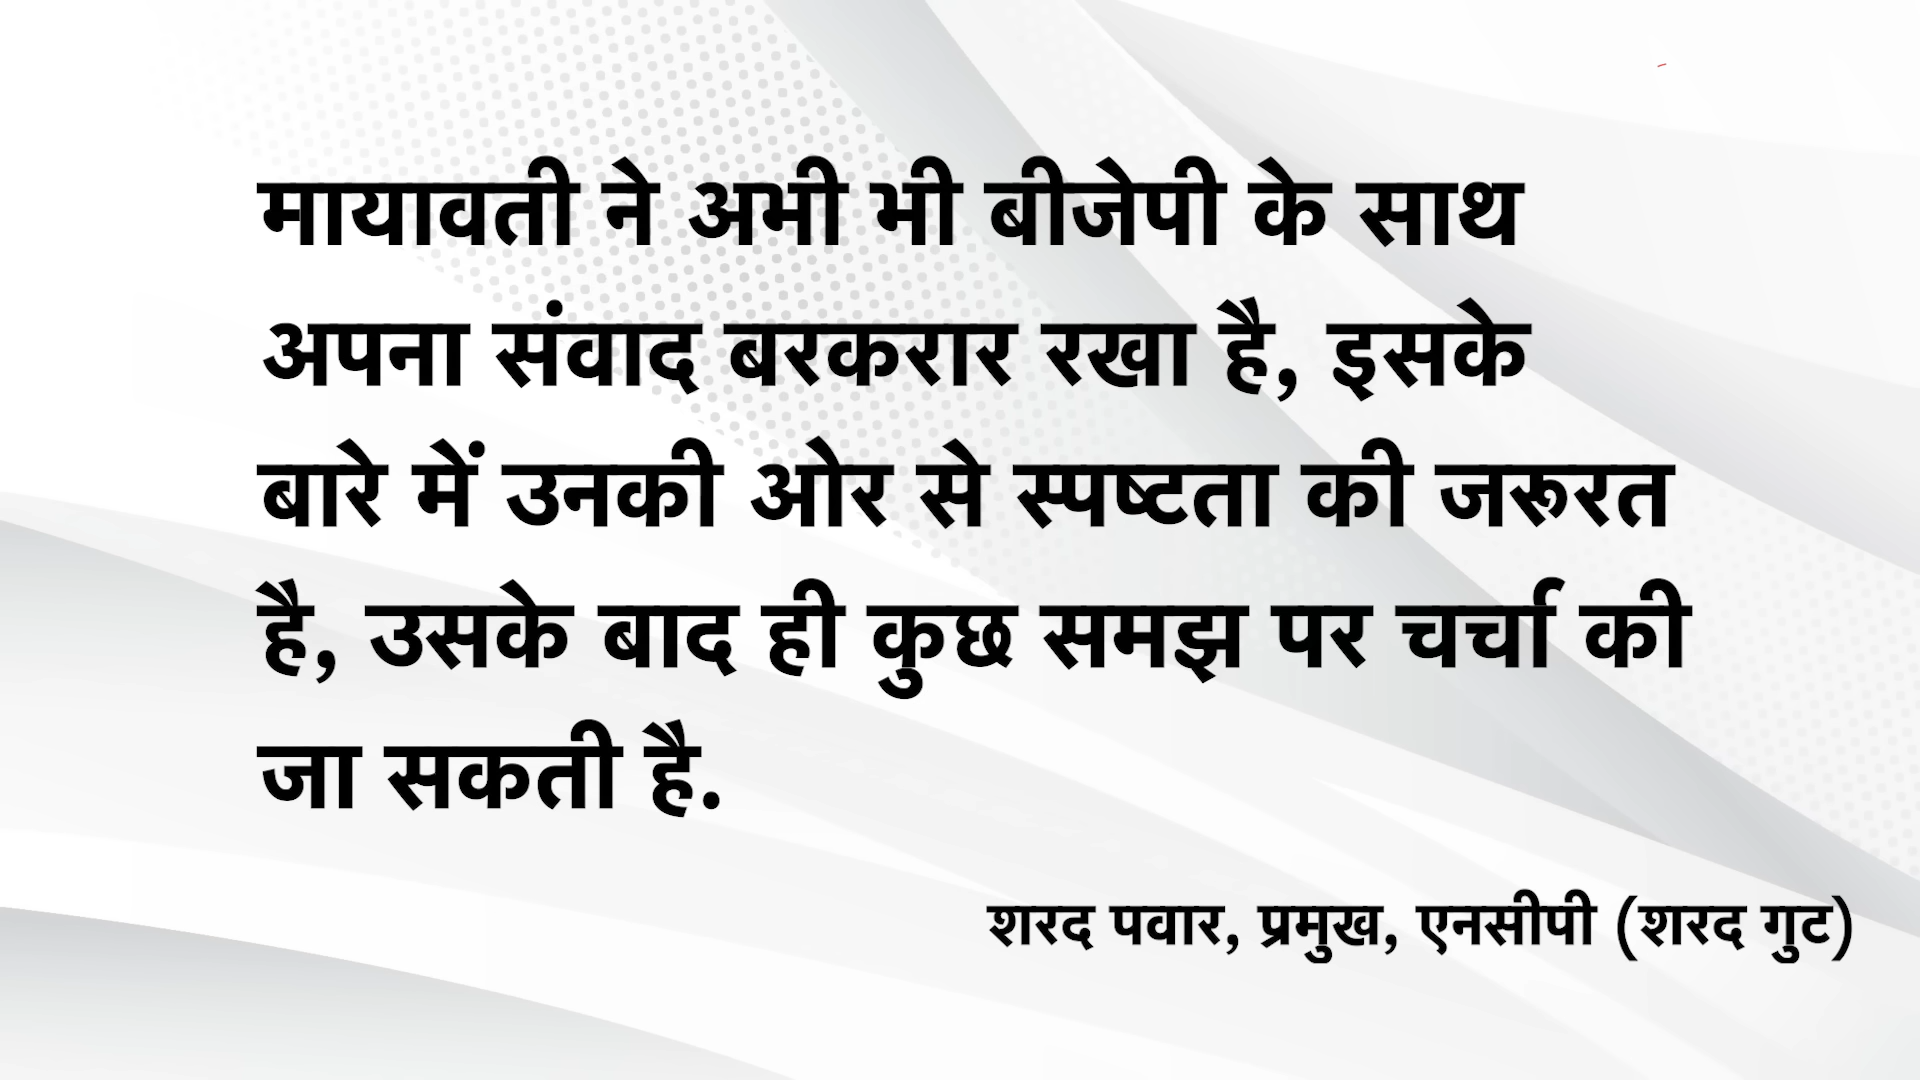 मायावती ने अभी भी बीजेपी के साथ
अपना संवाद बरकरार रखा है, इसके
बारे में उनकी ओर से स्पष्टता की जरूरत
है, उसके बाद ही कुछ समझ पर चर्चा की
जा सकती है.
शरद पवार, प्रमुख, एनसीपी (शरद गुट)